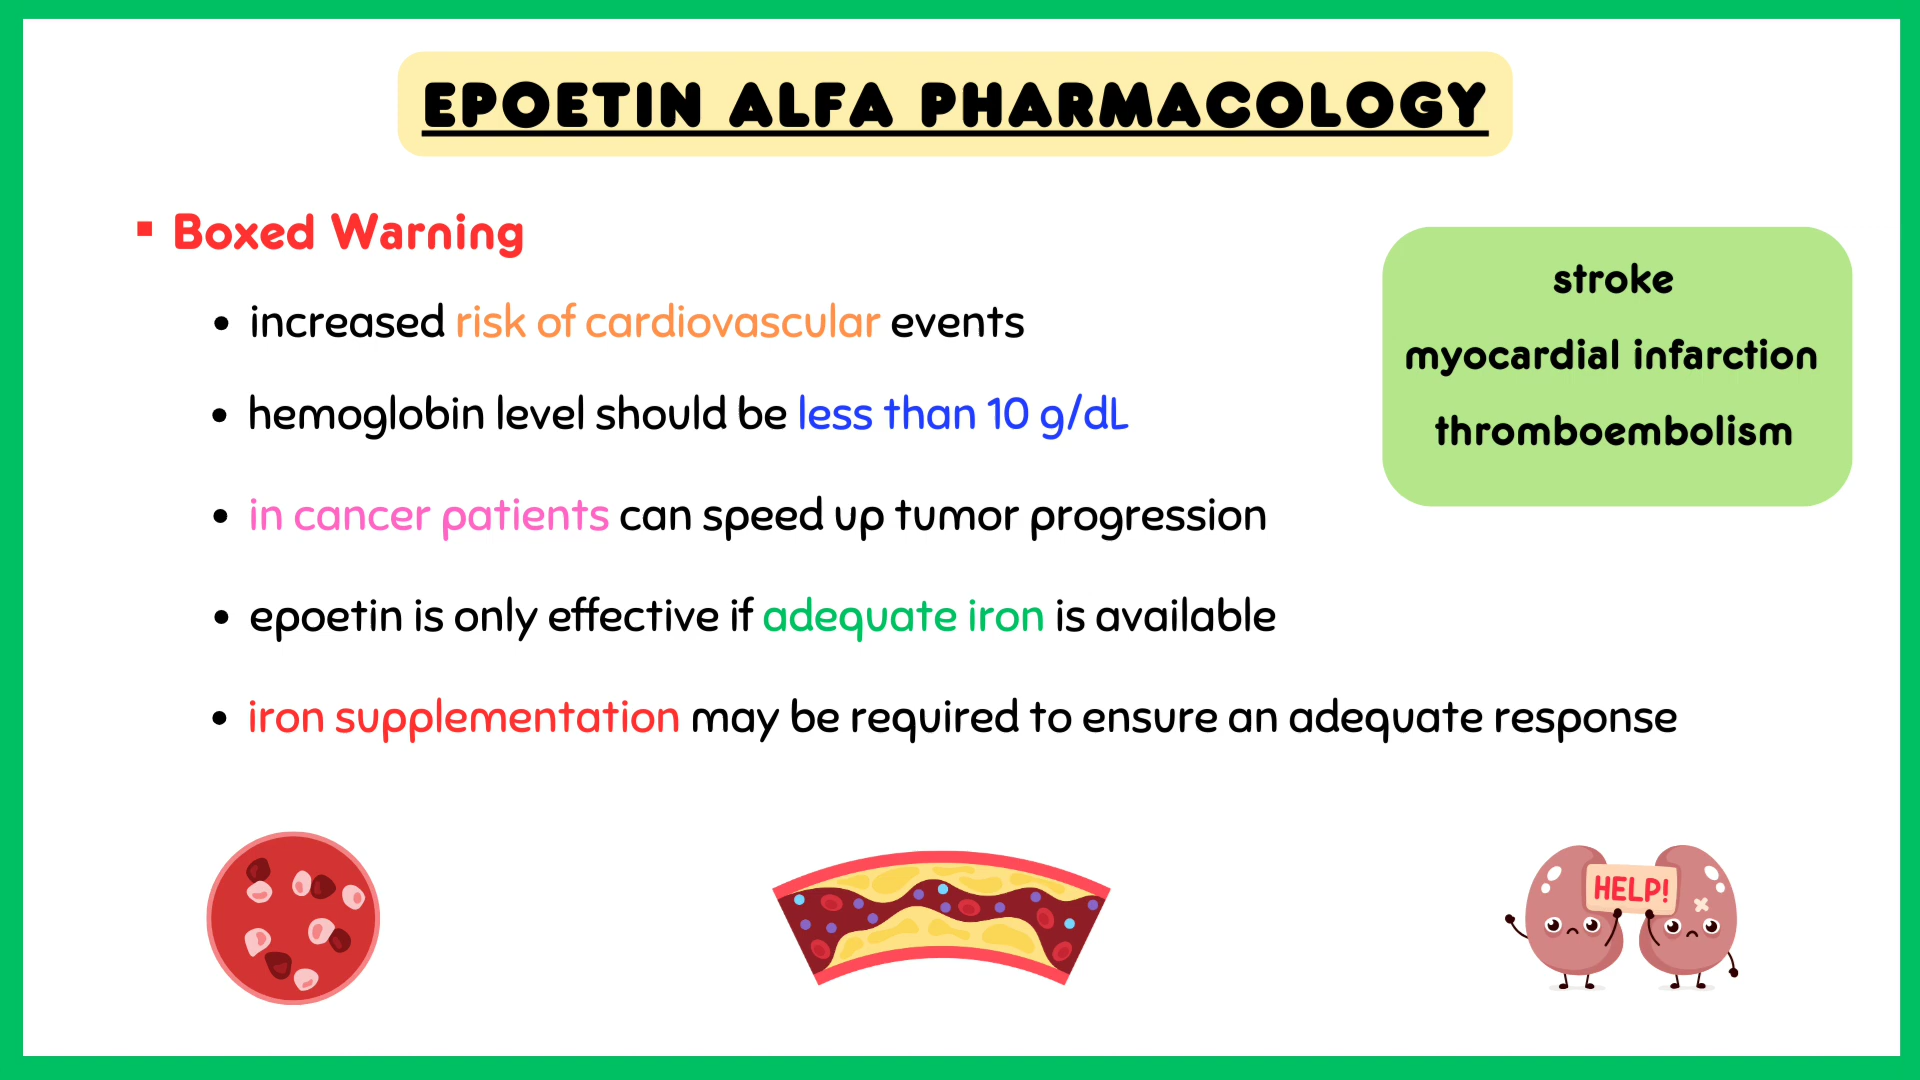 EPOETIN ALFA PHARMACOLOGY
Boxed Warning
increased risk of cardiovascular events
hemoglobin level should be less than 10 g/dL
in cancer patients can speed up tumor progression
epoetin is only effective if adequate iron is available
iron supplementation may be required to ensure an adequate response
stroke
myocardial infarction
thromboembolism
HELP!